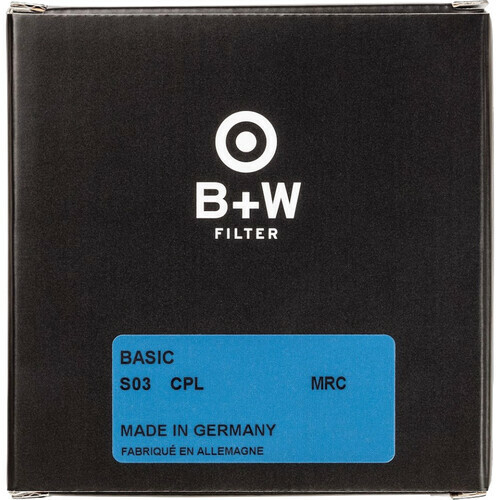 B+W
FILTER
BASIC
S03 CPL MRC
MADE IN GERMANY
FABRIQUÉ EN ALLEMAGNE